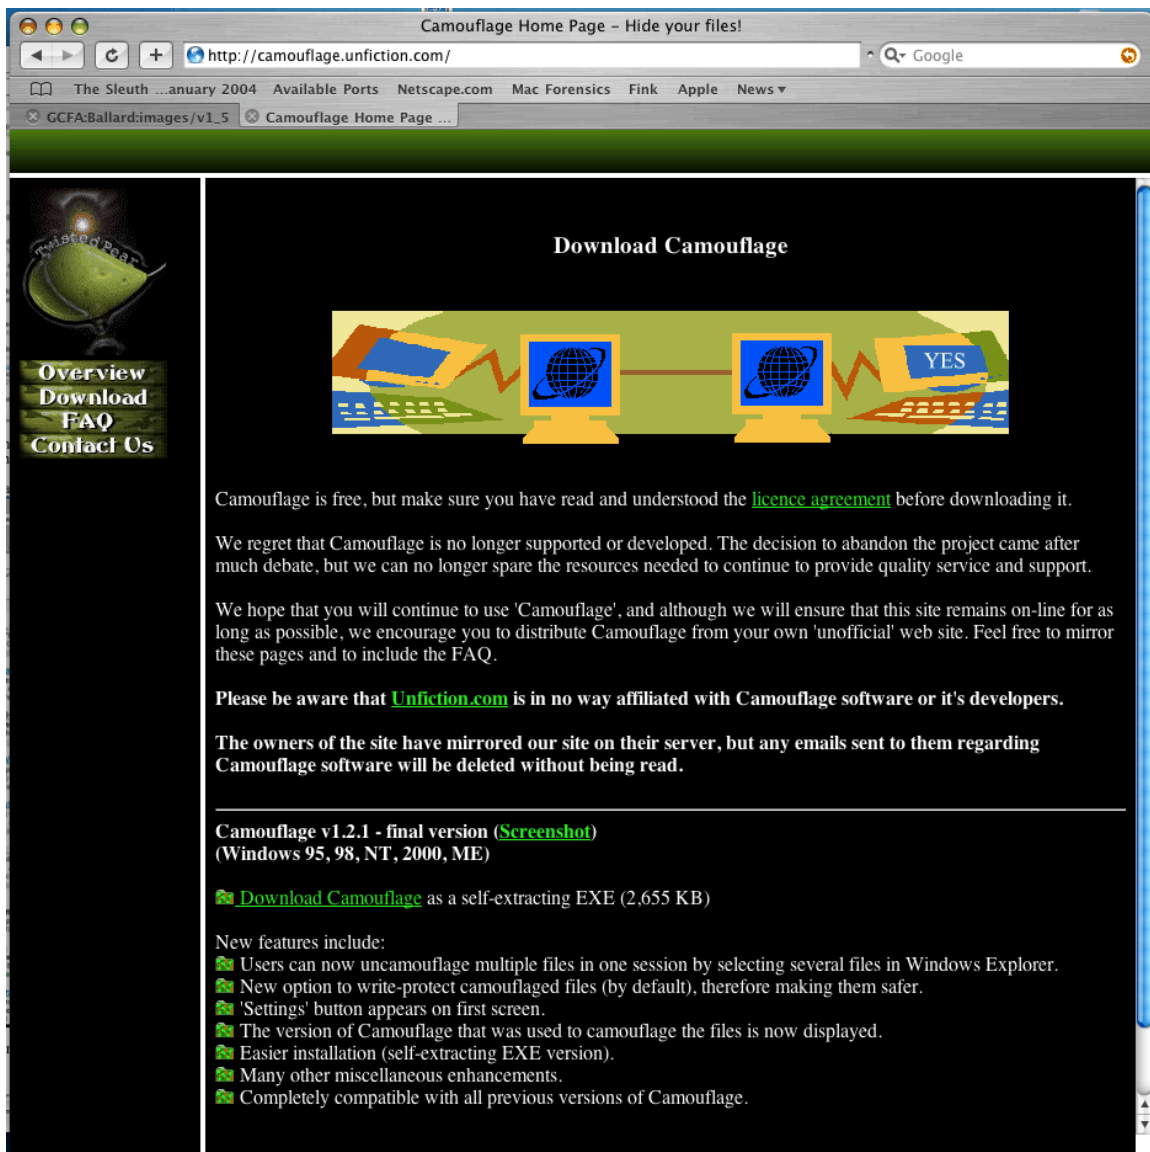 Camouflage Home Page – Hide your files!
http://camouflage.unfiction.com/
Google
The Sleuth ...anuary 2004 Available Ports Netscape.com Mac Forensics Fink Apple News
GCFA:Ballard:images/v1_5 Camouflage Home Page ...
Twisted Pear
Overview
Download
FAQ
Contact Us
Download Camouflage
YES
Camouflage is free, but make sure you have read and understood the licence agreement before downloading it.
We regret that Camouflage is no longer supported or developed. The decision to abandon the project came after
much debate, but we can no longer spare the resources needed to continue to provide quality service and support.
We hope that you will continue to use 'Camouflage', and although we will ensure that this site remains on-line for as
long as possible, we encourage you to distribute Camouflage from your own 'unofficial' web site. Feel free to mirror
these pages and to include the FAQ.
Please be aware that Unfiction.com is in no way affiliated with Camouflage software or it's developers.
The owners of the site have mirrored our site on their server, but any emails sent to them regarding
Camouflage software will be deleted without being read.
Camouflage v1.2.1 - final version (Screenshot)
(Windows 95, 98, NT, 2000, ME)
Download Camouflage as a self-extracting EXE (2,655 KB)
New features include:
Users can now uncamouflage multiple files in one session by selecting several files in Windows Explorer.
New option to write-protect camouflaged files (by default), therefore making them safer.
'Settings' button appears on first screen.
The version of Camouflage that was used to camouflage the files is now displayed.
Easier installation (self-extracting EXE version).
Many other miscellaneous enhancements.
Completely compatible with all previous versions of Camouflage.